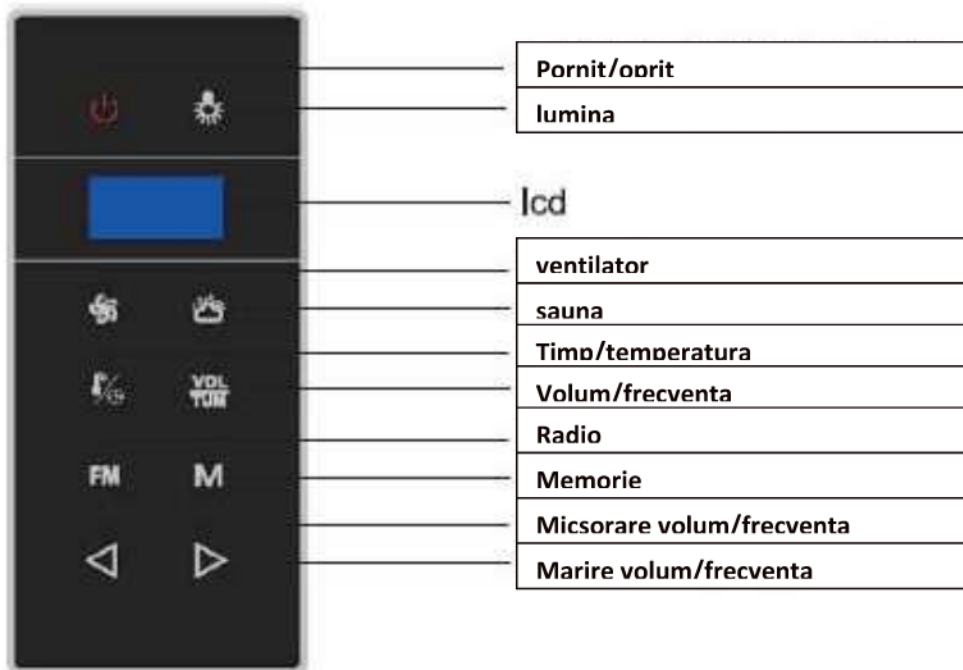 Pornit/oprit
lumina
lcd
ventilator
sauna
Timp/temperatura
VOL
TUM
Volum/frecventa
Radio
FM M
Memorie
Micsorare volum/frecventa
Marire volum/frecventa